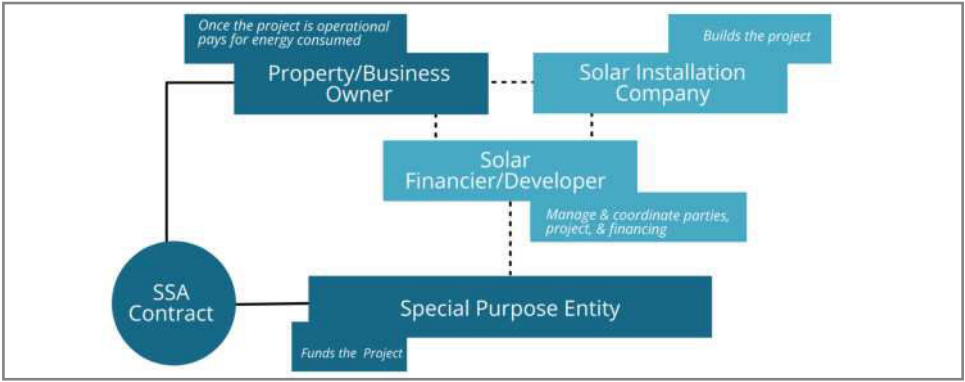 Once the project is operational
pays for energy consumed
Property/Business
Owner
Builds the project
Solar Installation
Company
Solar
Financier/Developer
Manage & coordinate parties,
project, & financing
SSA
Contract
Special Purpose Entity
Funds the Project